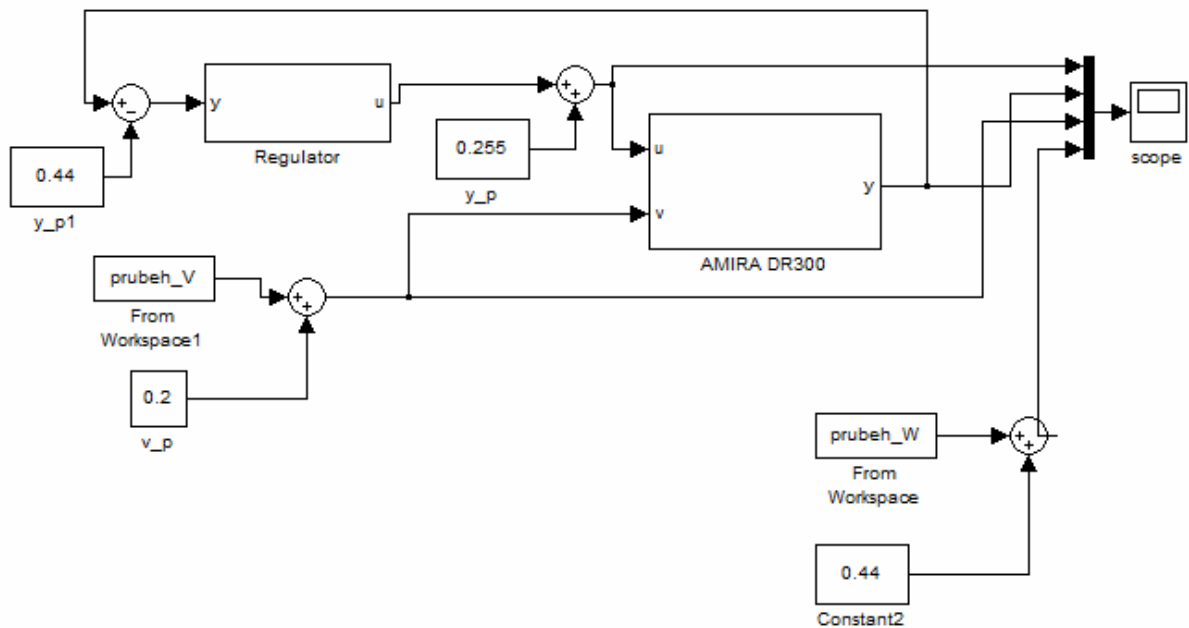 y
u
Regulator
0.44
y_p1
0.255
y_p
u
v
y
AMIRA DR300
scope
prubeh_V
From
Workspace1
0.2
v_p
prubeh_W
From
Workspace
0.44
Constant2